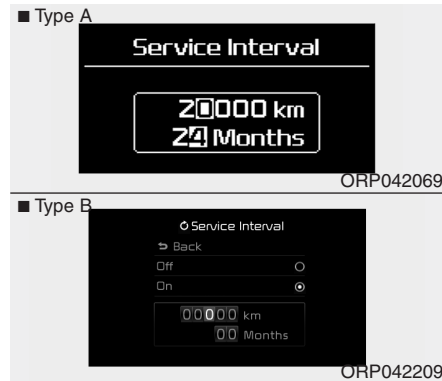 ■ Type A
Service Interval
20000 km
24 Months
ORP042069
■ Type B
Service Interval
Back
Off
On
00000 km
00 Months
ORP042209